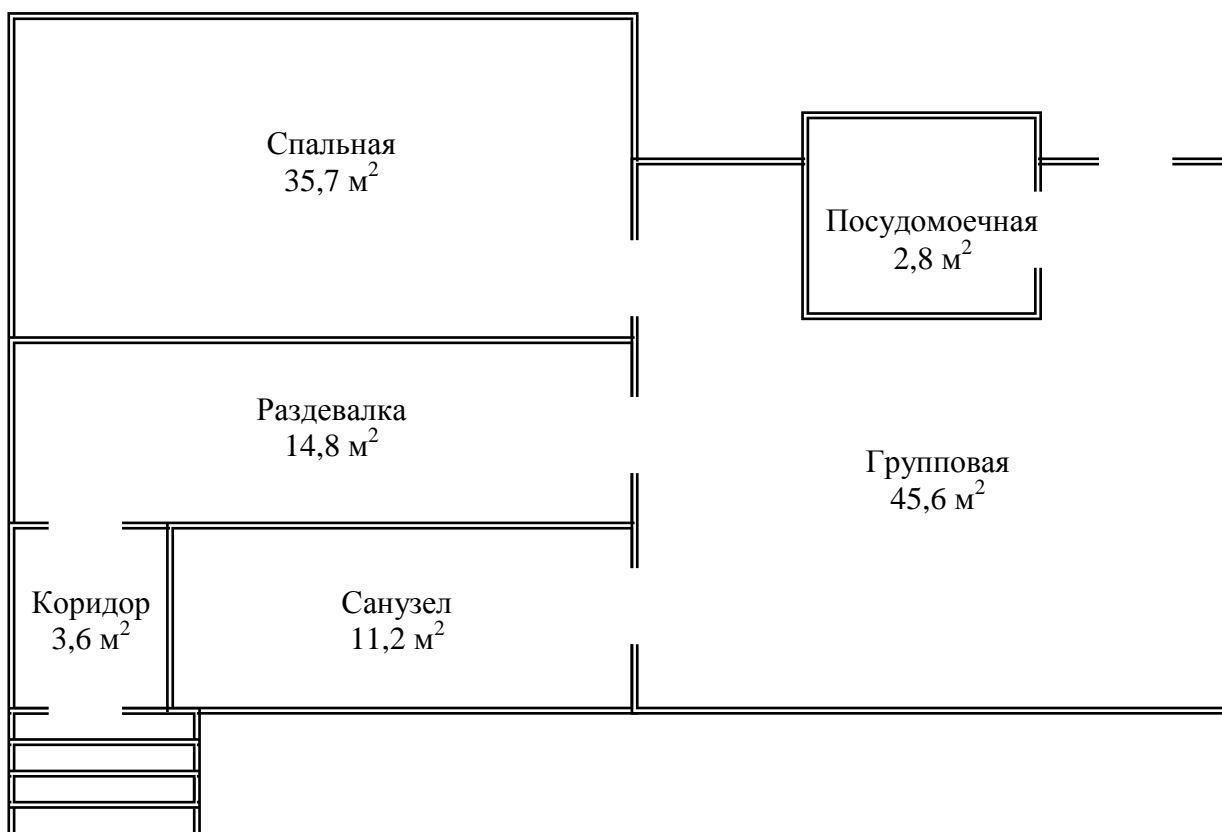 Спальная
35,7 м²
Посудомоечная
2,8 м²
Раздевалка
14,8 м²
Групповая
45,6 м²
Коридор
3,6 м²
Санузел
11,2 м²